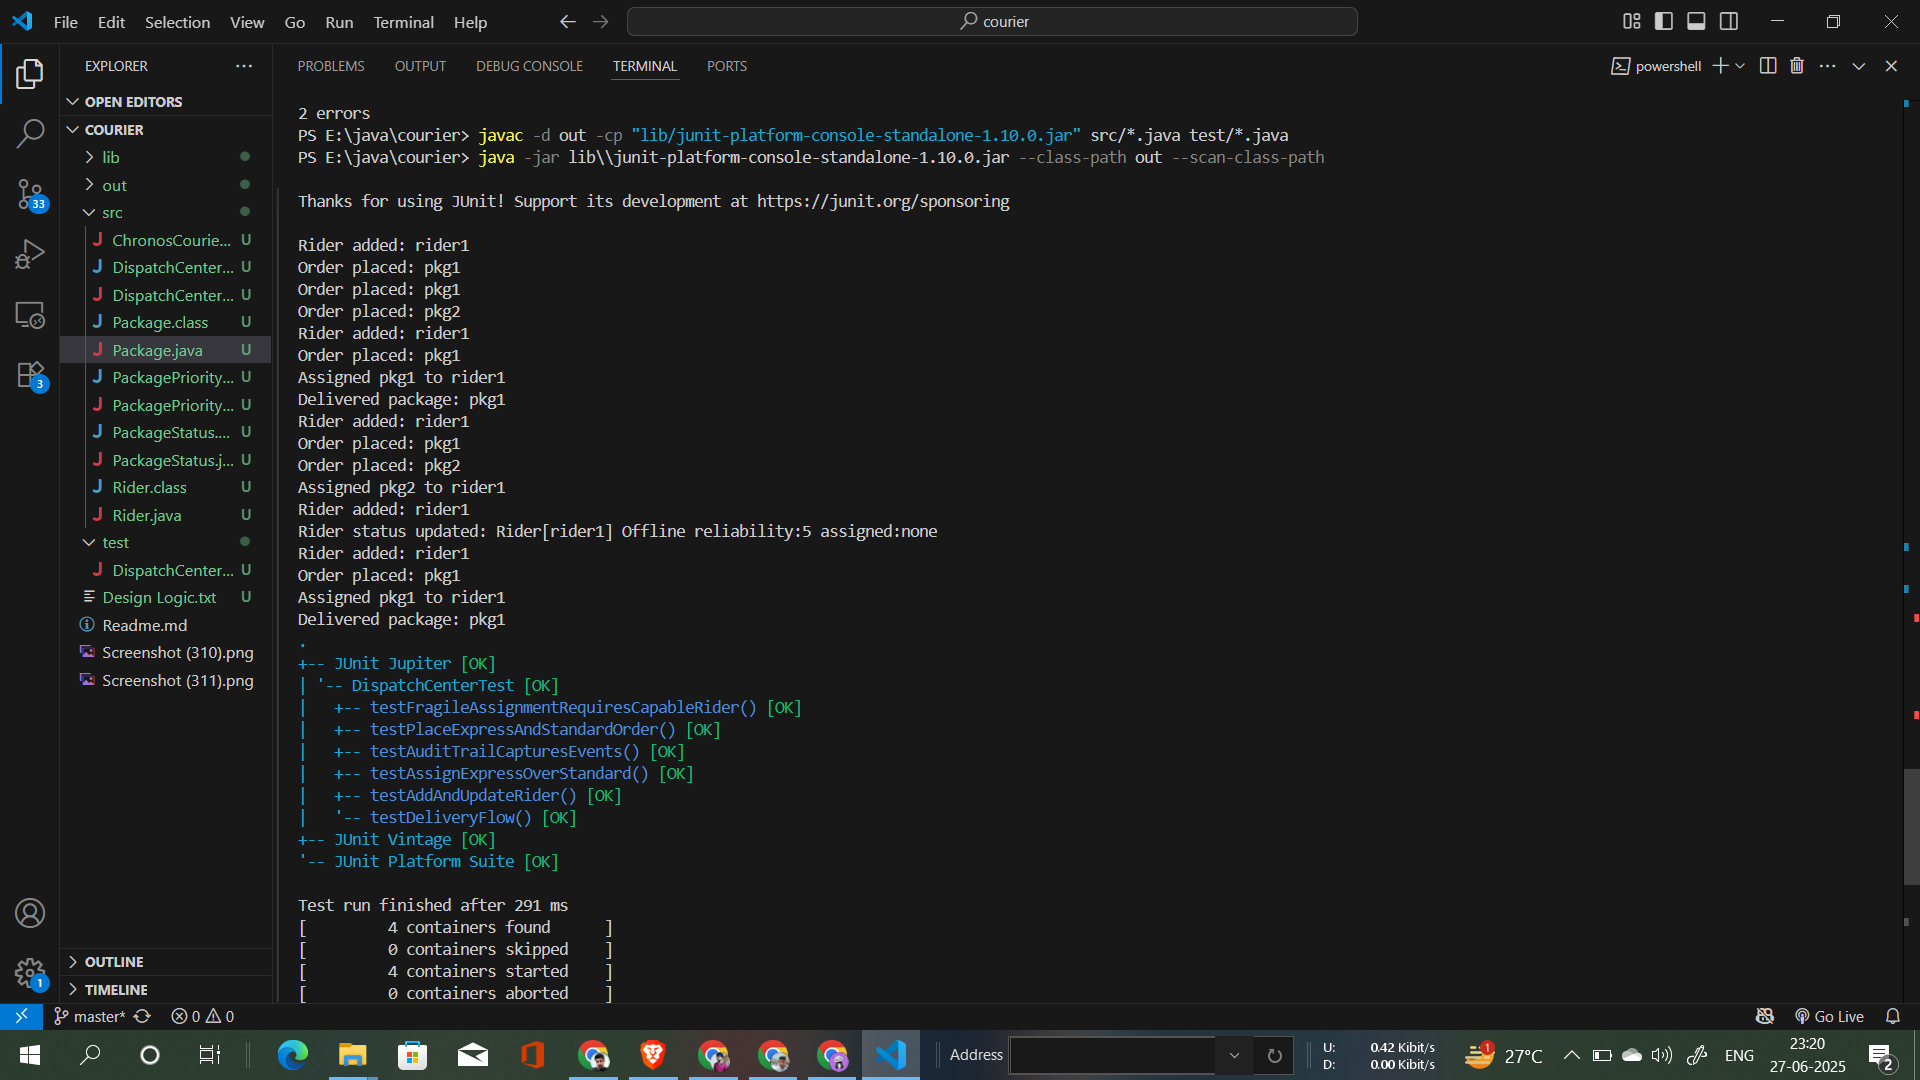 File Edit Selection View Go Run Terminal Help
courier
EXPLORER
OPEN EDITORS
COURIER
lib
out
src
ChronosCourie... U
DispatchCenter... U
DispatchCenter... U
Package.class U
Package.java U
PackagePriority... U
PackagePriority... U
PackageStatus.... U
PackageStatus.j... U
Rider.class U
Rider.java U
test
DispatchCenter... U
Design Logic.txt U
Readme.md
Screenshot (310).png
Screenshot (311).png
OUTLINE
TIMELINE
33
3
1
PROBLEMS OUTPUT DEBUG CONSOLE TERMINAL PORTS
powershell
2 errors
PS E:\java\courier> javac -d out -cp "lib/junit-platform-console-standalone-1.10.0.jar" src/*.java test/*.java
PS E:\java\courier> java -jar lib\\junit-platform-console-standalone-1.10.0.jar --class-path out --scan-class-path
Thanks for using JUnit! Support its development at https://junit.org/sponsoring
Rider added: rider1
Order placed: pkg1
Order placed: pkg1
Order placed: pkg2
Rider added: rider1
Order placed: pkg1
Assigned pkg1 to rider1
Delivered package: pkg1
Rider added: rider1
Order placed: pkg1
Order placed: pkg2
Assigned pkg2 to rider1
Rider added: rider1
Rider status updated: Rider[rider1] Offline reliability:5 assigned:none
Rider added: rider1
Order placed: pkg1
Assigned pkg1 to rider1
Delivered package: pkg1
.
+-- JUnit Jupiter [OK]
| '-- DispatchCenterTest [OK]
|   +-- testFragileAssignmentRequiresCapableRider() [OK]
|   +-- testPlaceExpressAndStandardOrder() [OK]
|   +-- testAuditTrailCapturesEvents() [OK]
|   +-- testAssignExpressOverStandard() [OK]
|   +-- testAddAndUpdateRider() [OK]
|   '-- testDeliveryFlow() [OK]
+-- JUnit Vintage [OK]
'-- JUnit Platform Suite [OK]
Test run finished after 291 ms
[         4 containers found      ]
[         0 containers skipped    ]
[         4 containers started    ]
[         0 containers aborted    ]
master* 0 0
Go Live
Address
U: 0.42 Kibit/s
D: 0.00 Kibit/s
1
27°C
ENG
23:20
27-06-2025
2